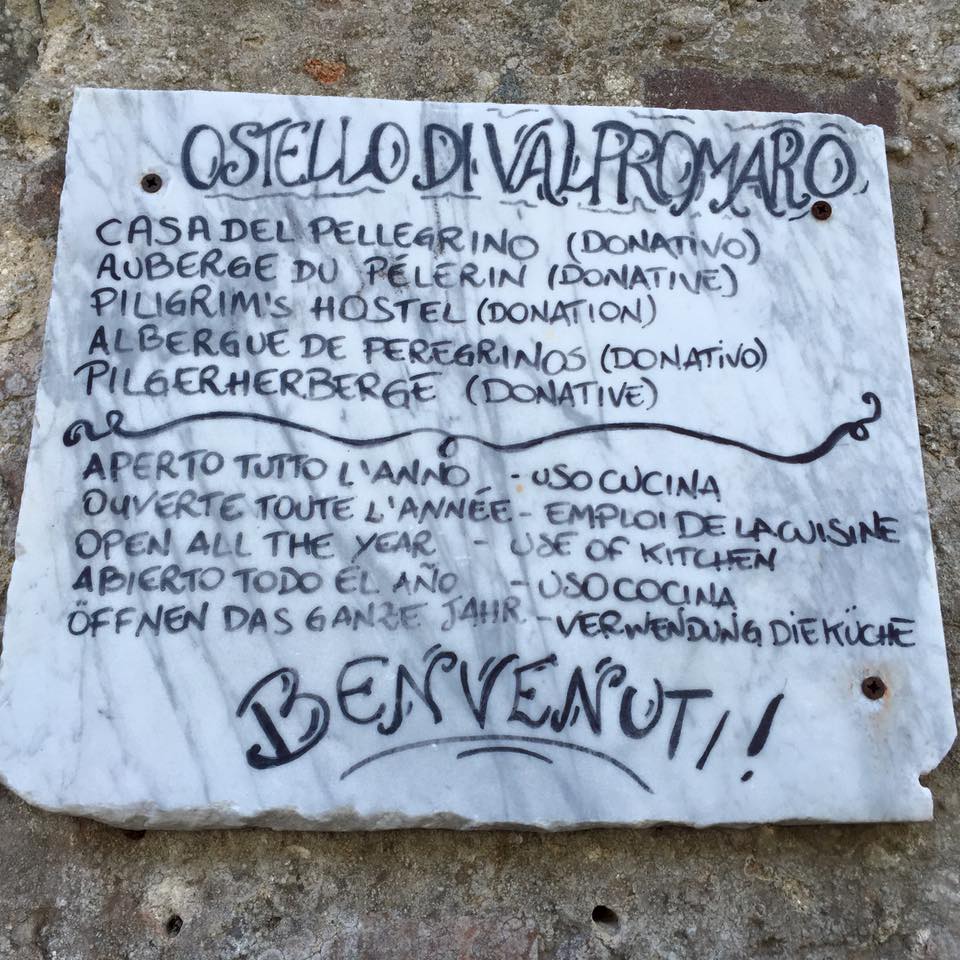 OSTELLO DI VALPROMARO
CASA DEL PELLEGRINO (DONATIVO)
AUBERGE DU PÉLERIN (DONATIVE)
PILIGRIM'S HOSTEL (DONATION)
ALBERGUE DE PEREGRINOS (DONATIVO)
PILGERHERBERGE (DONATIVE)
APERTO TUTTO L'ANNO - USO CUCINA
OUVERTE TOUTE L'ANNÉE - EMPLOI DE LA CUISINE
OPEN ALL THE YEAR - USE OF KITCHEN
ABIERTO TODO EL AÑO - USO COCINA
ÖFFNEN DAS GANZE JAHR - VERWENDUNG DIE KÜCHE
BENVENUTI!